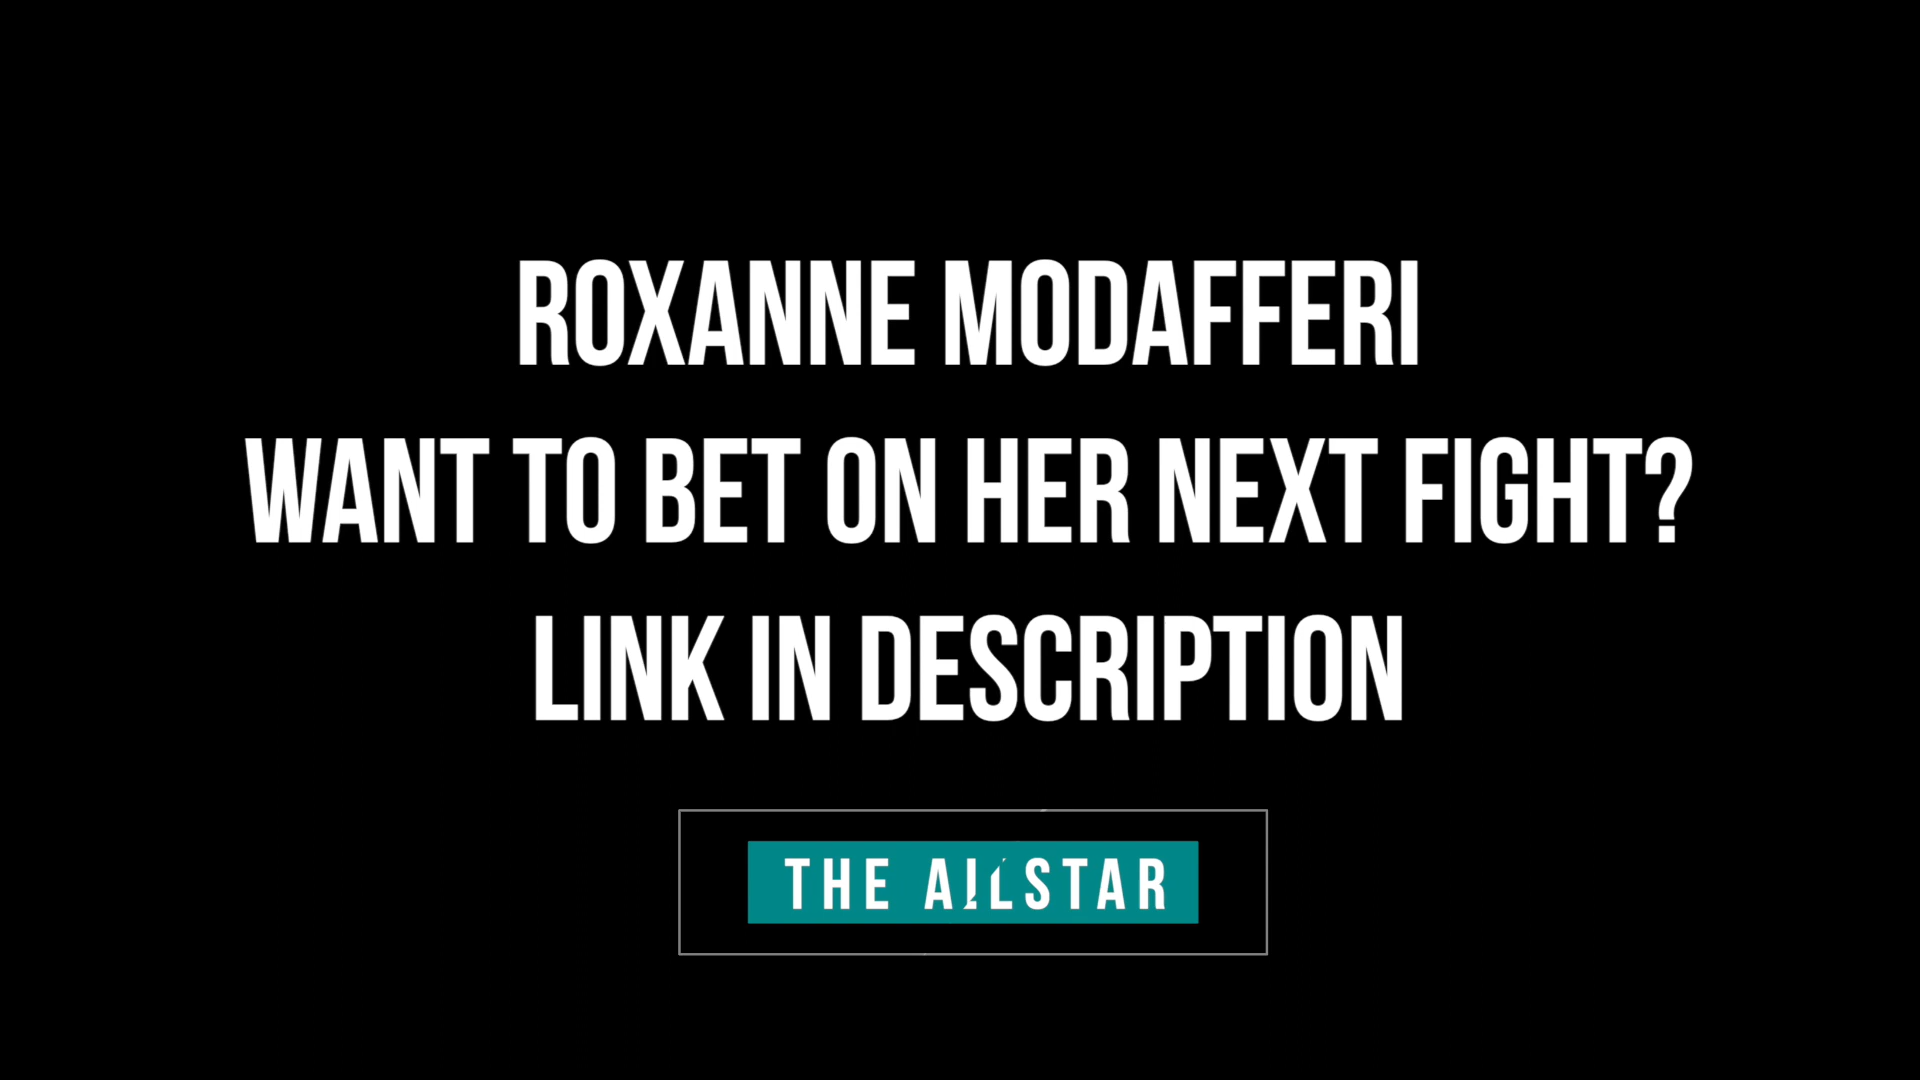 ROXANNE MODAFFERI
WANT TO BET ON HER NEXT FIGHT?
LINK IN DESCRIPTION
THE ALLSTAR